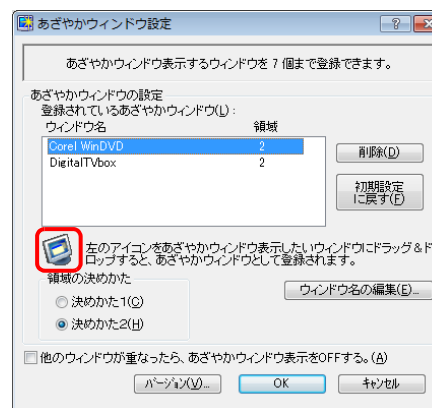 あざやかウィンドウ設定
あざやかウィンドウ表示するウィンドウを 7 個まで登録できます。
あざやかウィンドウの設定
登録されているあざやかウィンドウ(L):
ウィンドウ名 領域
Corel WinDVD 2
DigitalTVbox 2
削除(D)
初期設定
に戻す(F)
左のアイコンをあざやかウィンドウ表示したいウィンドウにドラッグ&ド
ロップすると、あざやかウィンドウとして登録されます。
領域の決めかた
決めかた1(C)
決めかた2(H)
ウィンドウ名の編集(E)...
他のウィンドウが重なったら、あざやかウィンドウ表示をOFFする。(A)
バージョン(V)...
OK
キャンセル